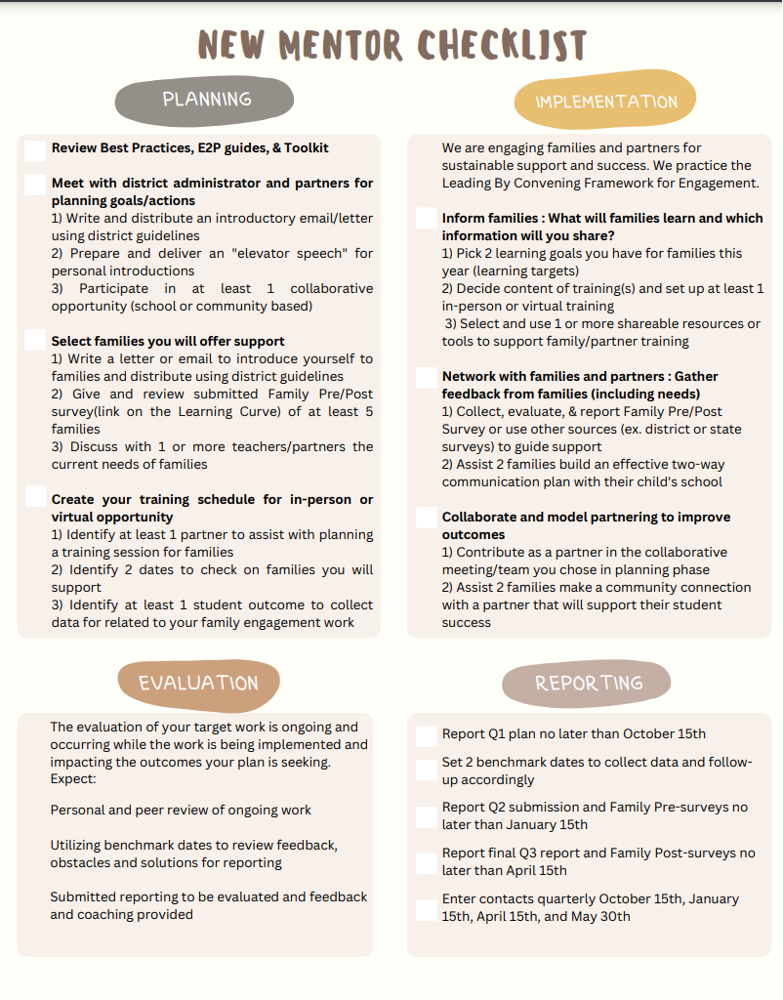 NEW MENTOR CHECKLIST
PLANNING
Review Best Practices, E2P guides, & Toolkit
Meet with district administrator and partners for
planning goals/actions
1) Write and distribute an introductory email/letter
using district guidelines
2) Prepare and deliver an "elevator speech" for
personal introductions
3) Participate in at least 1 collaborative
opportunity (school or community based)
Select families you will offer support
1) Write a letter or email to introduce yourself to
families and distribute using district guidelines
2) Give and review submitted Family Pre/Post
survey(link on the Learning Curve) of at least 5
families
3) Discuss with 1 or more teachers/partners the
current needs of families
Create your training schedule for in-person or
virtual opportunity
1) Identify at least 1 partner to assist with planning
a training session for families
2) Identify 2 dates to check on families you will
support
3) Identify at least 1 student outcome to collect
data for related to your family engagement work
IMPLEMENTATION
We are engaging families and partners for
sustainable support and success. We practice the
Leading By Convening Framework for Engagement.
Inform families : What will families learn and which
information will you share?
1) Pick 2 learning goals you have for families this
year (learning targets)
2) Decide content of training(s) and set up at least 1
in-person or virtual training
3) Select and use 1 or more shareable resources or
tools to support family/partner training
Network with families and partners : Gather
feedback from families (including needs)
1) Collect, evaluate, & report Family Pre/Post
Survey or use other sources (ex. district or state
surveys) to guide support
2) Assist 2 families build an effective two-way
communication plan with their child's school
Collaborate and model partnering to improve
outcomes
1) Contribute as a partner in the collaborative
meeting/team you chose in planning phase
2) Assist 2 families make a community connection
with a partner that will support their student
success
EVALUATION
The evaluation of your target work is ongoing and
occurring while the work is being implemented and
impacting the outcomes your plan is seeking.
Expect:
Personal and peer review of ongoing work
Utilizing benchmark dates to review feedback,
obstacles and solutions for reporting
Submitted reporting to be evaluated and feedback
and coaching provided
REPORTING
Report Q1 plan no later than October 15th
Set 2 benchmark dates to collect data and follow-
up accordingly
Report Q2 submission and Family Pre-surveys no
later than January 15th
Report final Q3 report and Family Post-surveys no
later than April 15th
Enter contacts quarterly October 15th, January
15th, April 15th, and May 30th